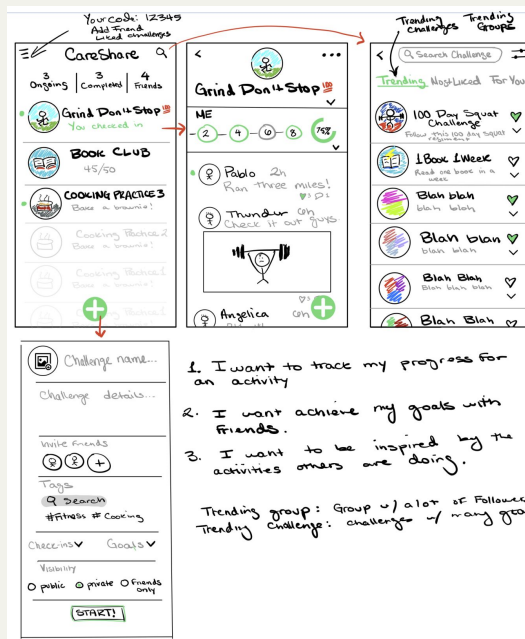 Your Code: 12345
Add Friend
Liked challenges
CareShare
3
Ongoing
3
Completed
4
Friends
Grind Don't Stop 💯
You checked in
BOOK CLUB
45/50
COOKING PRACTICE 3
Bake a brownie!
Cooking Practice 2
Bake a brownie!
Cooking Practice 1
+
Grind Don't Stop 💯
ME
2 4 6 8 75%
Pablo 2h
Ran three miles!
Thundur 6h
Check it out guys.
Angelica 6h
+
Trending Challenges
Trending Groups
Search Challenge
Trending Most Liked For You
100 Day Squat
Challenge
Follow this 100 day squat
1 Book 1 Week
Read one book in a
week
Blah blah
blah blah
Blah blah
blah blah
Blah Blah
Blah blah blah
Blah Blah
Challenge name...
Challenge details...
Invite Friends
+
Tags
Search
#Fitness #Cooking
Check-ins Goals
Visibility
public private Friends
only
START!
1. I want to track my progress for
an activity
2. I want achieve my goals with
friends.
3. I want to be inspired by the
activities others are doing.
Trending group: Group w/ alot of Follower
Trending Challenge: challenges w/ many goa